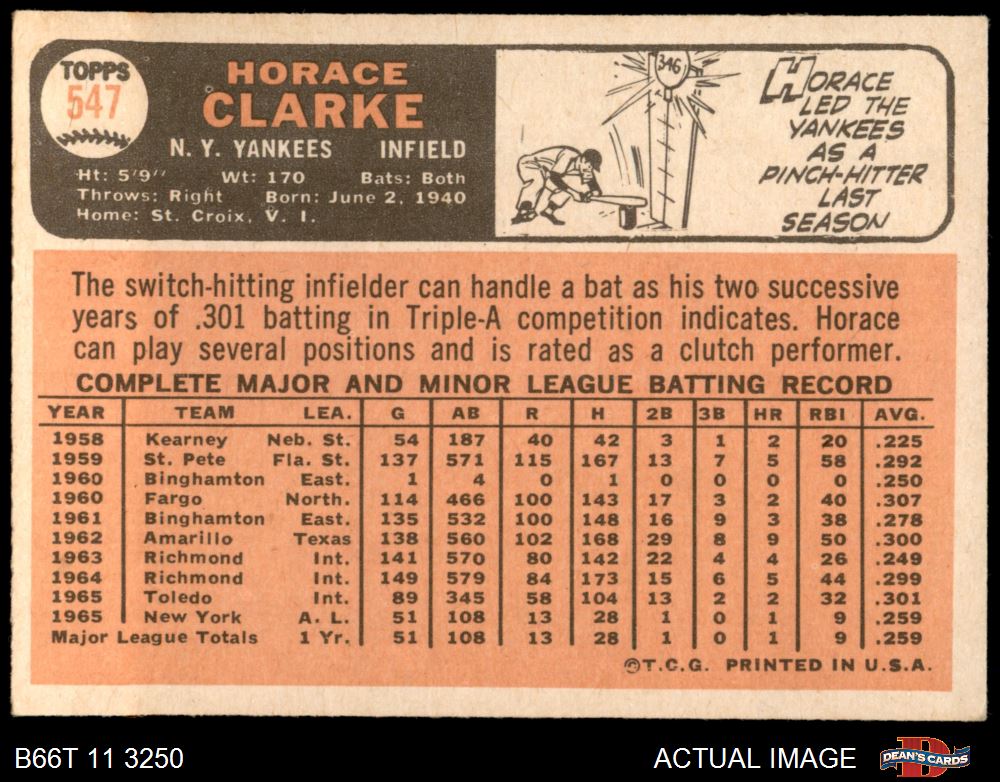 TOPPS
547
HORACE
CLARKE
N. Y. YANKEES INFIELD
Ht: 5'9" Wt: 170 Bats: Both
Throws: Right Born: June 2, 1940
Home: St. Croix, V. I.
346
HORACE
LED THE
YANKEES
AS A
PINCH-HITTER
LAST
SEASON
The switch-hitting infielder can handle a bat as his two successive
years of .301 batting in Triple-A competition indicates. Horace
can play several positions and is rated as a clutch performer.
COMPLETE MAJOR AND MINOR LEAGUE BATTING RECORD
YEAR TEAM LEA. G AB R H 2B 3B HR RBI AVG.
1958 Kearney Neb. St. 54 187 40 42 3 1 2 20 .225
1959 St. Pete Fla. St. 137 571 115 167 13 7 5 58 .292
1960 Binghamton East. 1 4 0 1 0 0 0 0 .250
1960 Fargo North. 114 466 100 143 17 3 2 40 .307
1961 Binghamton East. 135 532 100 148 16 9 3 38 .278
1962 Amarillo Texas 138 560 102 168 29 8 9 50 .300
1963 Richmond Int. 141 570 80 142 22 4 4 26 .249
1964 Richmond Int. 149 579 84 173 15 6 5 44 .299
1965 Toledo Int. 89 345 58 104 13 2 2 32 .301
1965 New York A. L. 51 108 13 28 1 0 1 9 .259
Major League Totals 1 Yr. 51 108 13 28 1 0 1 9 .259
©T.C.G. PRINTED IN U.S.A.
B66T 11 3250 ACTUAL IMAGE
DEAN'S CARDS